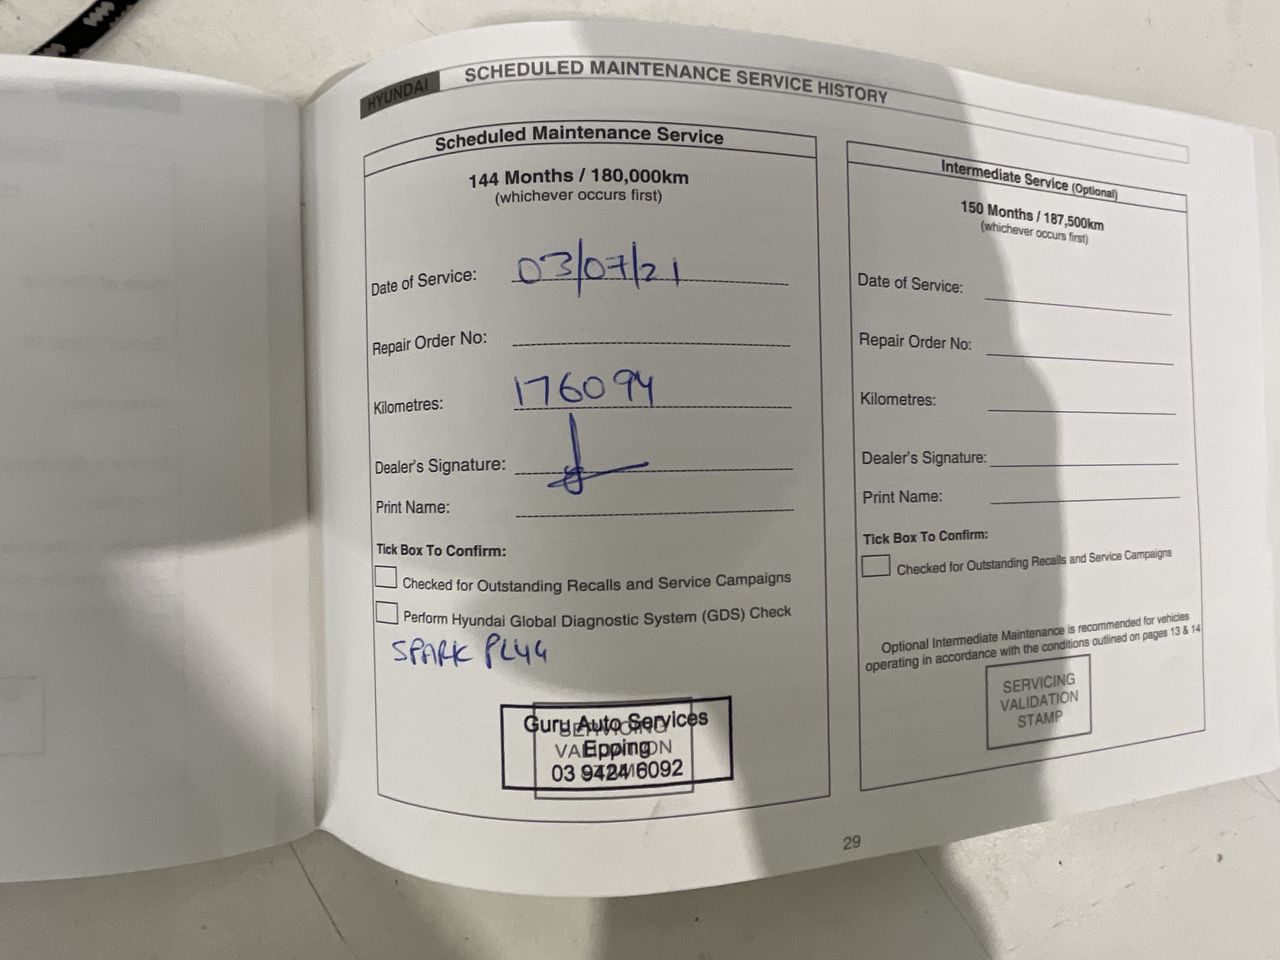 HYUNDAI
SCHEDULED MAINTENANCE SERVICE HISTORY
Scheduled Maintenance Service
144 Months / 180,000km
(whichever occurs first)
Date of Service: 03/07/21
Repair Order No:
Kilometres: 176094
Dealer's Signature:
Print Name:
Tick Box To Confirm:
Checked for Outstanding Recalls and Service Campaigns
Perform Hyundai Global Diagnostic System (GDS) Check
SPARK PLUG
Guru Auto Services
Epping
03 9424 6092
SERVICING
VALIDATION
STAMP
Intermediate Service (Optional)
150 Months / 187,500km
(whichever occurs first)
Date of Service:
Repair Order No:
Kilometres:
Dealer's Signature:
Print Name:
Tick Box To Confirm:
Checked for Outstanding Recalls and Service Campaigns
Optional Intermediate Maintenance is recommended for vehicles
operating in accordance with the conditions outlined on pages 13 & 14
SERVICING
VALIDATION
STAMP
29